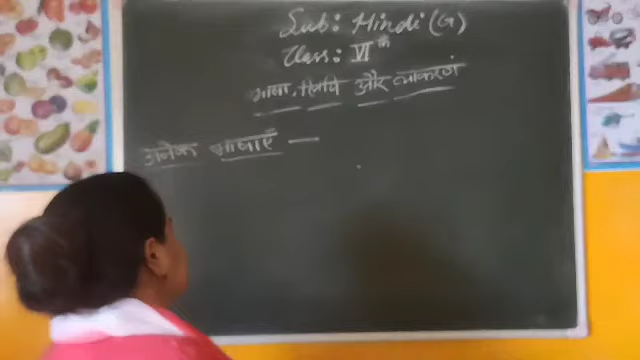 Sub: Hindi (G)
Class: VIth
भाषा, लिपि और व्याकरण
अनेक भाषाएँ —